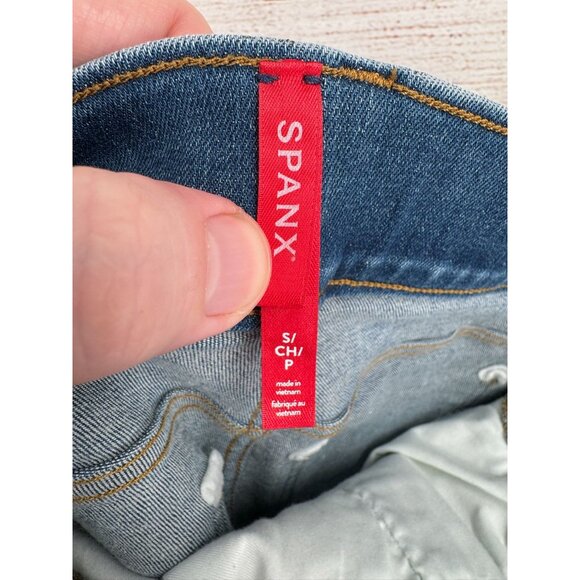 SPANX®
S/
CH/
P
made in
vietnam
fabriqué au
vietnam